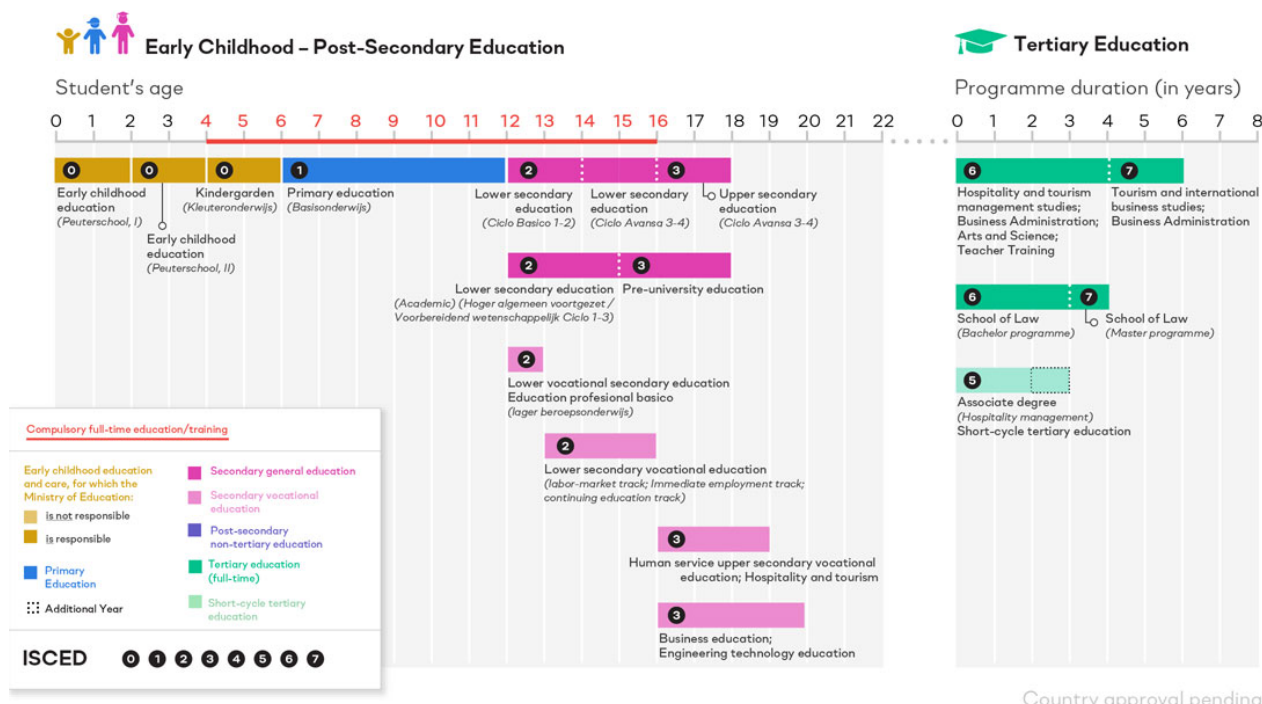 Early Childhood – Post-Secondary Education
Student's age
0 1 2 3 4 5 6 7 8 9 10 11 12 13 14 15 16 17 18 19 20 21 22
0
Early childhood
education
(Peuterschool, I)
0
Early childhood
education
(Peuterschool, II)
0
Kindergarden
(Kleuteronderwijs)
1
Primary education
(Basisonderwijs)
2
Lower secondary
education
(Ciclo Basico 1-2)
Lower secondary
education
(Ciclo Avansa 3-4)
3
Upper secondary
education
(Ciclo Avansa 3-4)
2
Lower secondary education
(Academic) (Hoger algemeen voortgezet /
Voorbereidend wetenschappelijk Ciclo 1-3)
3
Pre-university education
2
Lower vocational secondary education
Education profesional basico
(lager beroepsonderwijs)
2
Lower secondary vocational education
(labor-market track; Immediate employment track;
continuing education track)
3
Human service upper secondary vocational
education; Hospitality and tourism
3
Business education;
Engineering technology education
Tertiary Education
Programme duration (in years)
0 1 2 3 4 5 6 7 8
6
Hospitality and tourism
management studies;
Business Administration;
Arts and Science;
Teacher Training
7
Tourism and international
business studies;
Business Administration
6
School of Law
(Bachelor programme)
7
School of Law
(Master programme)
5
Associate degree
(Hospitality management)
Short-cycle tertiary education
Compulsory full-time education/training
Early childhood education
and care, for which the
Ministry of Education:
is not responsible
is responsible
Primary
Education
Additional Year
Secondary general education
Secondary vocational
education
Post-secondary
non-tertiary education
Tertiary education
(full-time)
Short-cycle tertiary
education
ISCED 0 1 2 3 4 5 6 7
Country approval pending